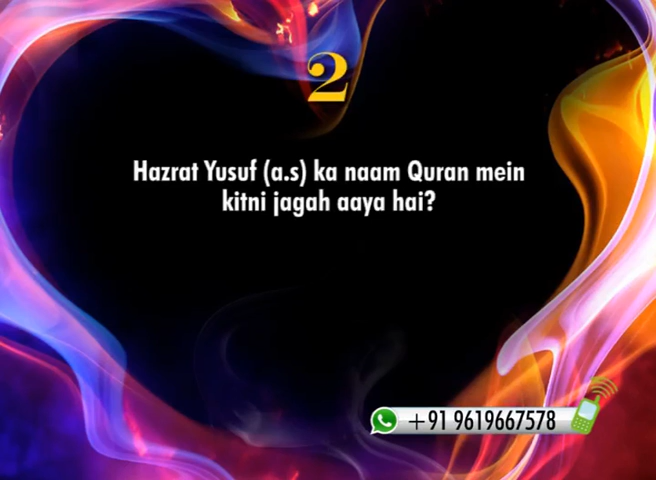 2
Hazrat Yusuf (a.s) ka naam Quran mein
kitni jagah aaya hai?
+91 9619667578